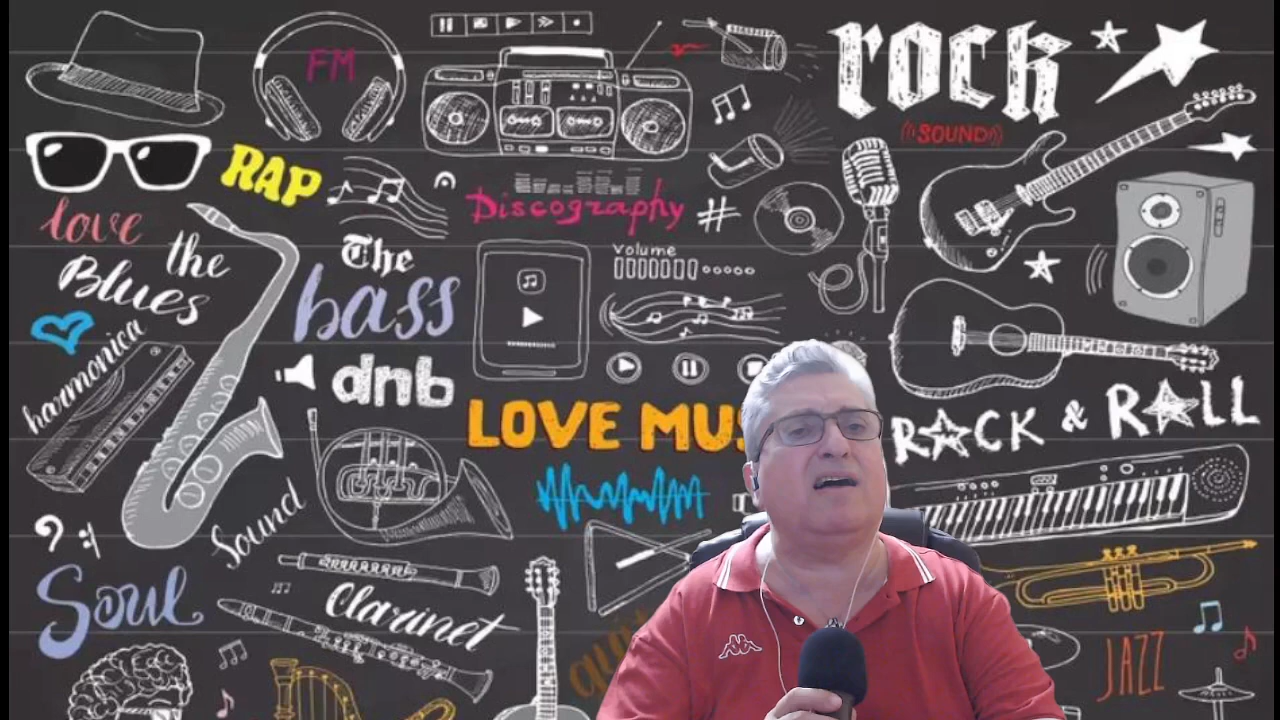 FM
rock
SOUND
RAP
love
the
Blues
Discography
#
The
bass
Volume
harmonica
dnb
LOVE MUS
ROCK & ROLL
Sound
Soul
Clarinet
JAZZ